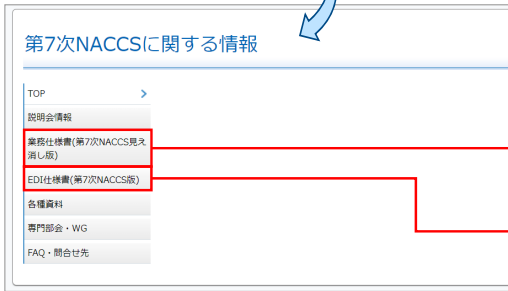 第7次NACCSに関する情報
TOP
説明会情報
業務仕様書(第7次NACCS見え
消し版)
EDI仕様書(第7次NACCS版)
各種資料
専門部会・WG
FAQ・問合せ先